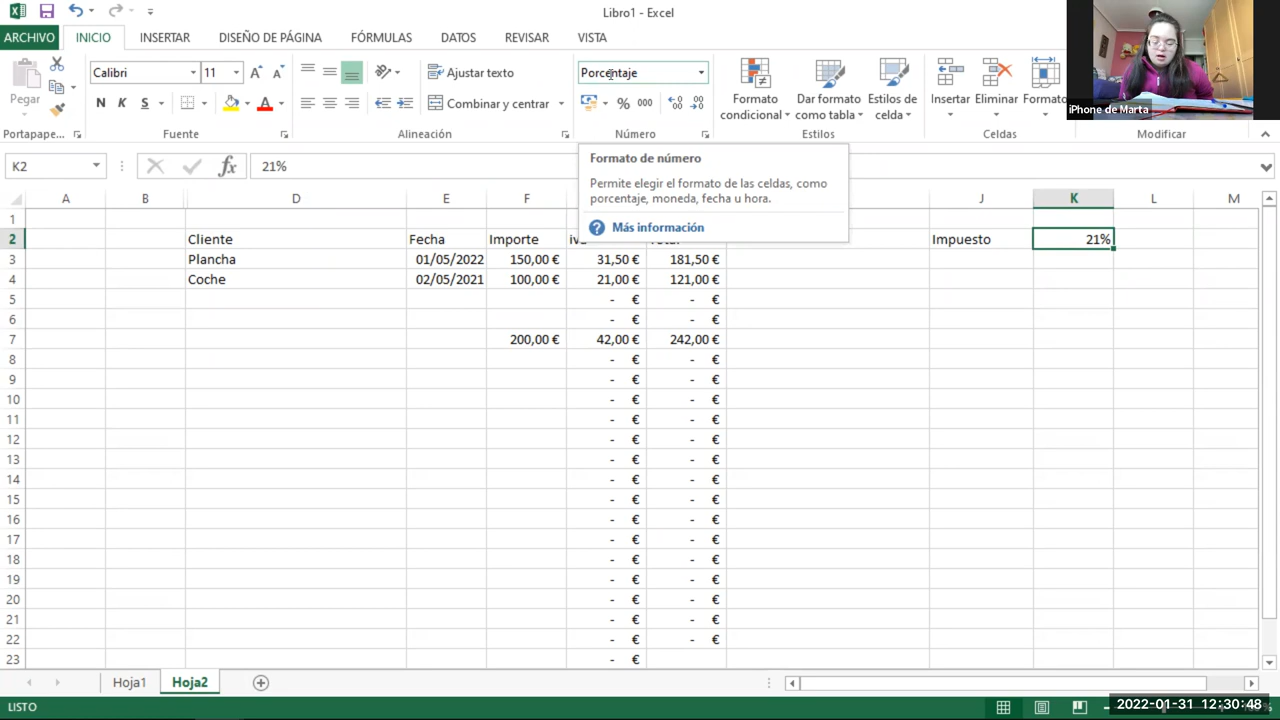 Libro1 - Excel
ARCHIVO INICIO INSERTAR DISEÑO DE PÁGINA FÓRMULAS DATOS REVISAR VISTA
Pegar
Calibri 11
N K S
Ajustar texto
Combinar y centrar
Porcentaje
% 000
Formato condicional
Dar formato como tabla
Estilos de celda
Insertar Eliminar Formato
iPhone de Marta
Portapape... Fuente Alineación Número Estilos Celdas Modificar
K2 fx 21%
Formato de número
Permite elegir el formato de las celdas, como
porcentaje, moneda, fecha u hora.
? Más información
A B D E F J K L M
1
2 Cliente Fecha Importe Impuesto 21%
3 Plancha 01/05/2022 150,00 € 31,50 € 181,50 €
4 Coche 02/05/2021 100,00 € 21,00 € 121,00 €
5 - € - €
6 - € - €
7 200,00 € 42,00 € 242,00 €
8 - € - €
9 - € - €
10 - € - €
11 - € - €
12 - € - €
13 - € - €
14 - € - €
15 - € - €
16 - € - €
17 - € - €
18 - € - €
19 - € - €
20 - € - €
21 - € - €
22 - € - €
23 - €
Hoja1 Hoja2
LISTO
2022-01-31 12:30:48